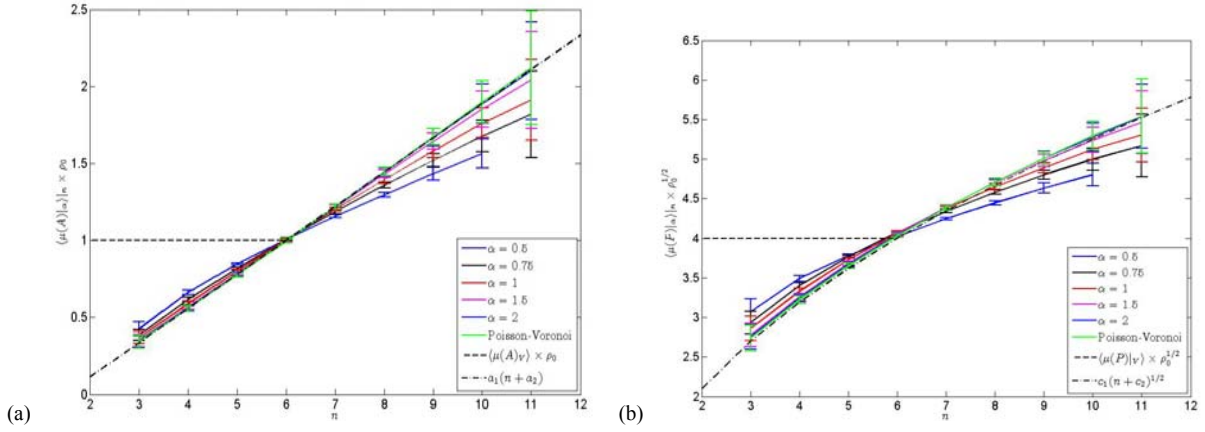 2.5
2
1.5
1
0.5
0
2 3 4 5 6 7 8 9 10 11 12
n
⟨μ(A)|α⟩|n × ρ0
α = 0.5
α = 0.75
α = 1
α = 1.5
α = 2
Poisson-Voronoi
⟨μ(A)V⟩ × ρ0
a1(n + a2)
(a)
6.5
6
5.5
5
4.5
4
3.5
3
2.5
2
2 3 4 5 6 7 8 9 10 11 12
n
⟨μ(P)|α⟩|n × ρ0^1/2
α = 0.5
α = 0.75
α = 1
α = 1.5
α = 2
Poisson-Voronoi
⟨μ(P)|V⟩ × ρ0^1/2
c1(n + c2)^1/2
(b)